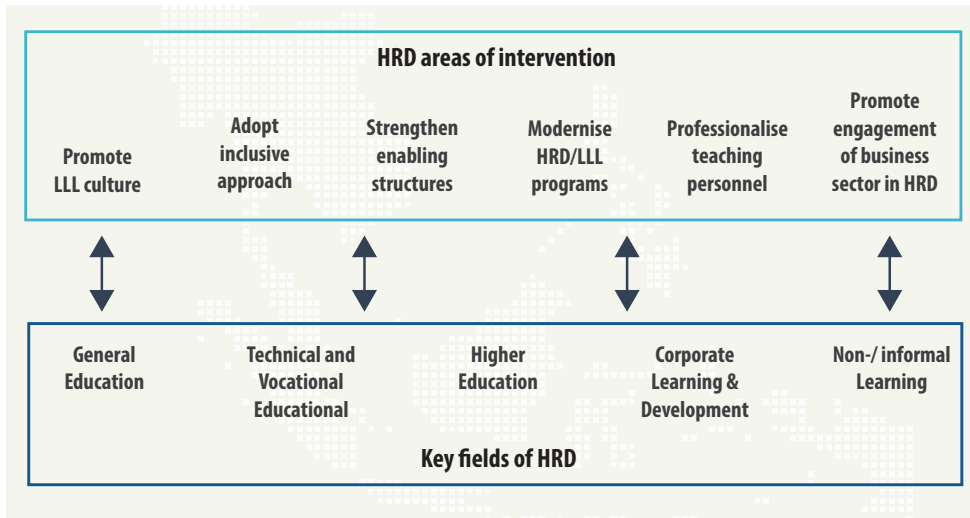 HRD areas of intervention
Promote
LLL culture
Adopt
inclusive
approach
Strengthen
enabling
structures
Modernise
HRD/LLL
programs
Professionalise
teaching
personnel
Promote
engagement
of business
sector in HRD
General
Education
Technical and
Vocational
Educational
Higher
Education
Corporate
Learning &
Development
Non-/ informal
Learning
Key fields of HRD